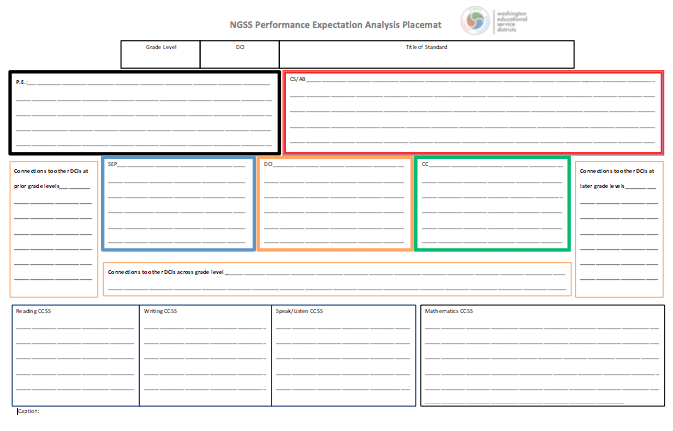 NGSS Performance Expectation Analysis Placemat
washington
educational
service
districts
Grade Level DCI Title of Standard
P.E.:
CS/AB
Connections to other DCIs at
prior grade levels
SEP
DCI
CC
Connections to other DCIs at
later grade levels
Connections to other DCIs across grade level
Reading CCSS
Writing CCSS
Speak/Listen CCSS
Mathematics CCSS
Caption: